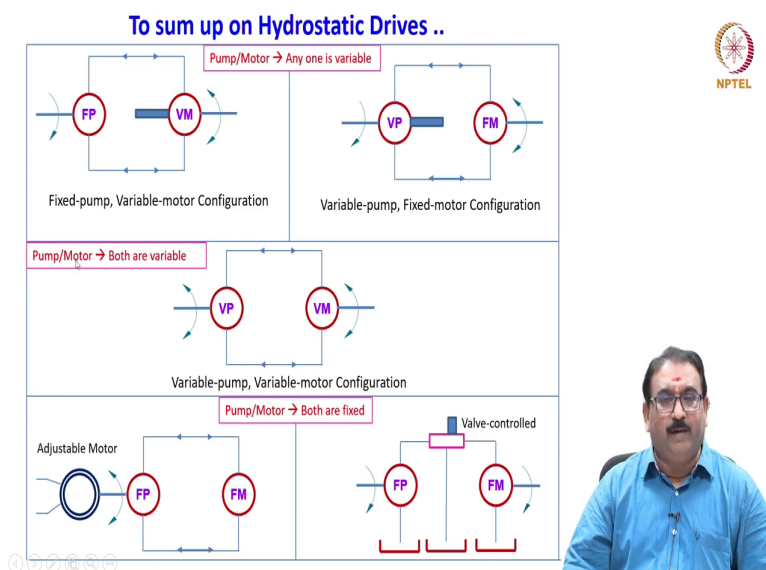 To sum up on Hydrostatic Drives ..
NPTEL
Pump/Motor → Any one is variable
FP
VM
VP
FM
Fixed-pump, Variable-motor Configuration
Variable-pump, Fixed-motor Configuration
Pump/Motor → Both are variable
VP
VM
Variable-pump, Variable-motor Configuration
Pump/Motor → Both are fixed
Adjustable Motor
FP
FM
Valve-controlled
FP
FM